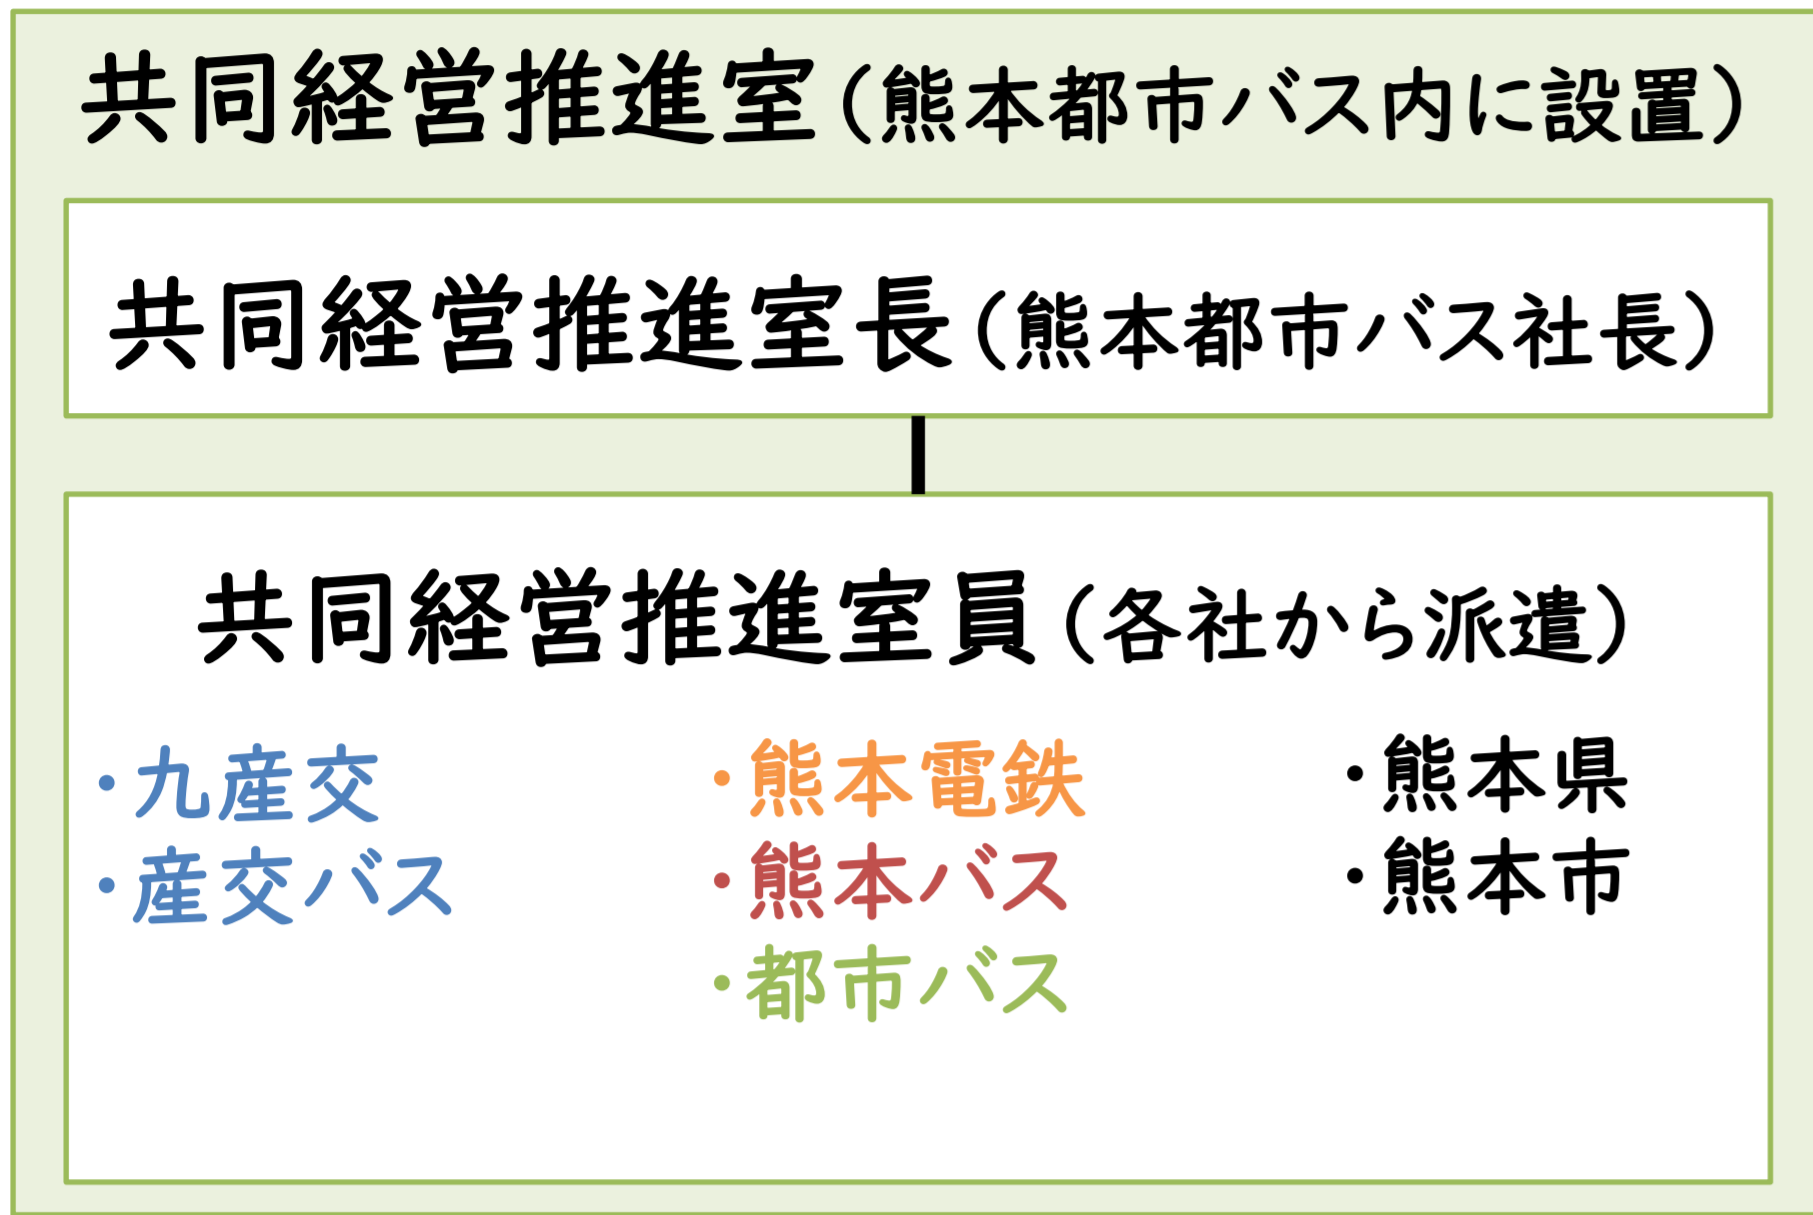 共同経営推進室(熊本都市バス内に設置)
共同経営推進室長(熊本都市バス社長)
共同経営推進室員(各社から派遣)
・九産交
・産交バス
・熊本電鉄
・熊本バス
・都市バス
・熊本県
・熊本市